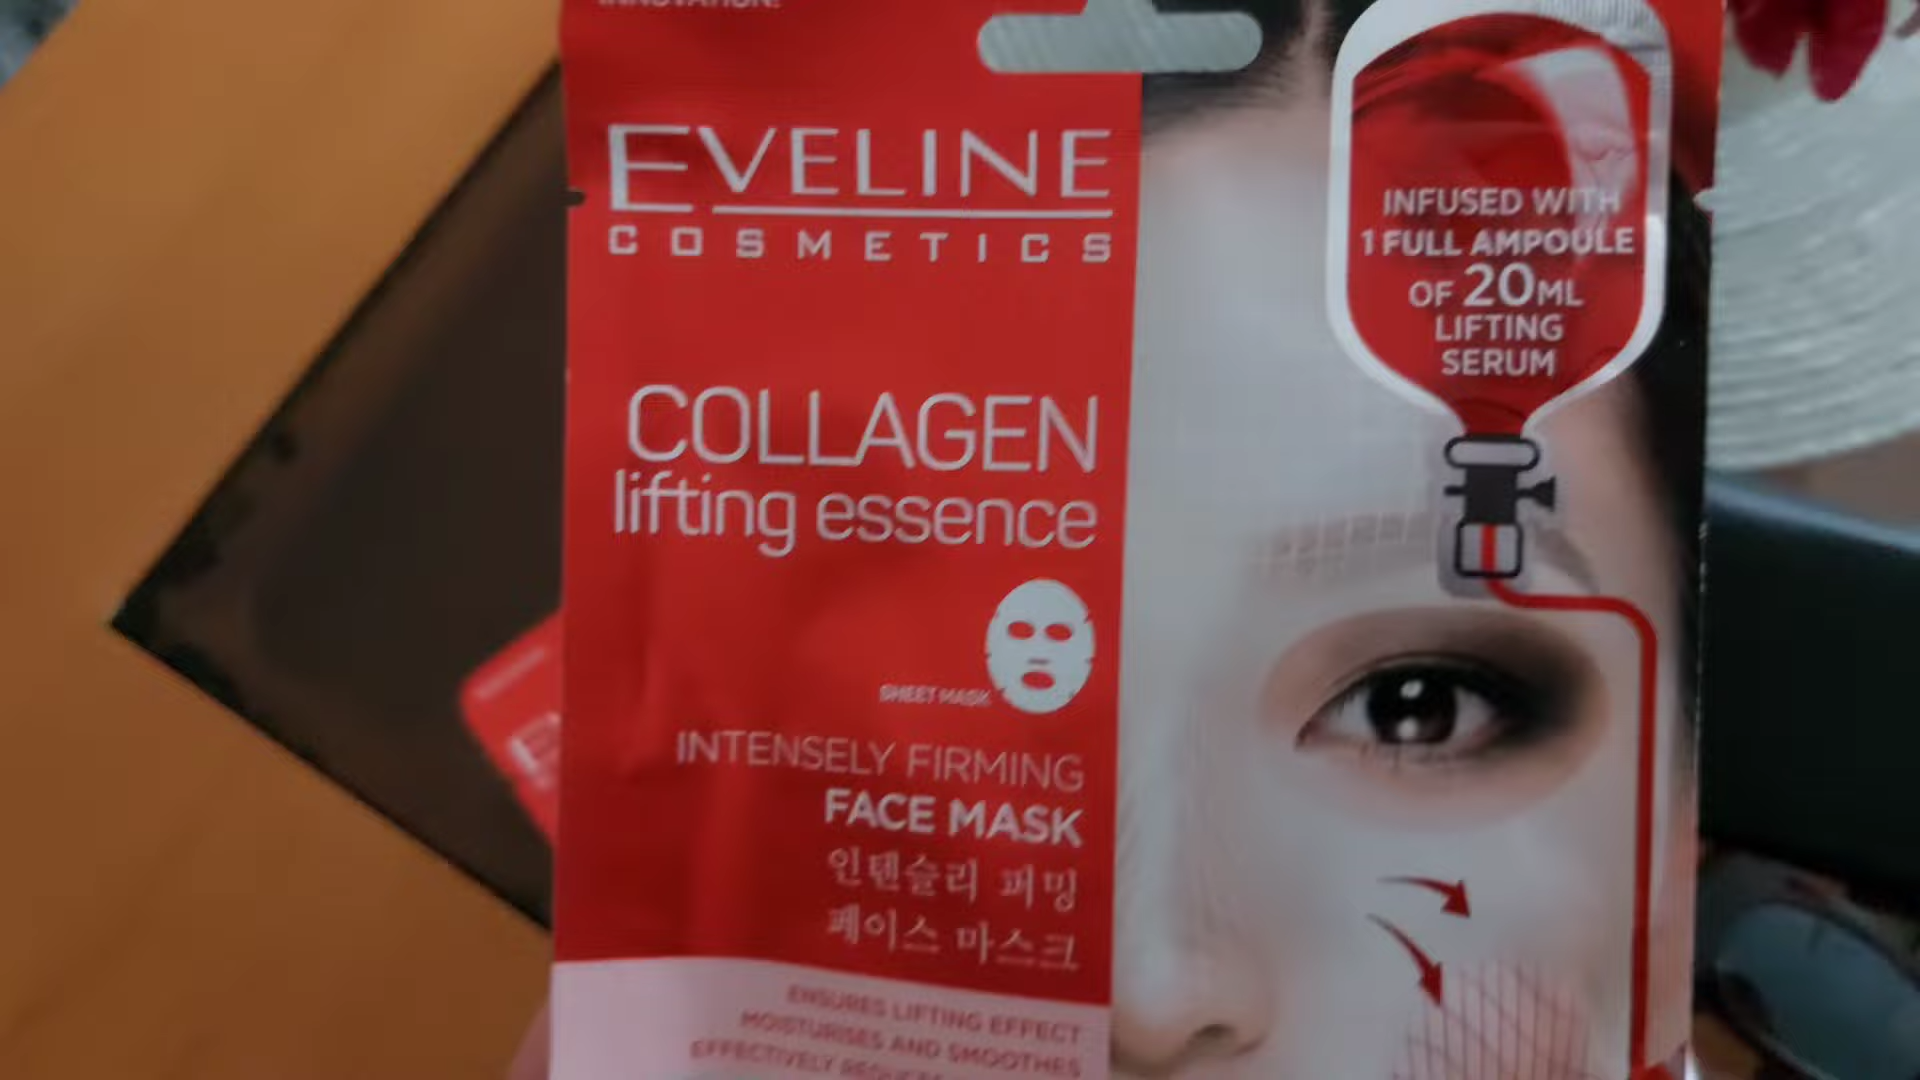 INNOVATION!
EVELINE
COSMETICS
COLLAGEN
lifting essence
SHEET MASK
INTENSELY FIRMING
FACE MASK
인텐슬리 퍼밍
페이스 마스크
ENSURES LIFTING EFFECT
MOISTURISES AND SMOOTHES
EFFECTIVELY
INFUSED WITH
1 FULL AMPOULE
OF 20ML
LIFTING
SERUM